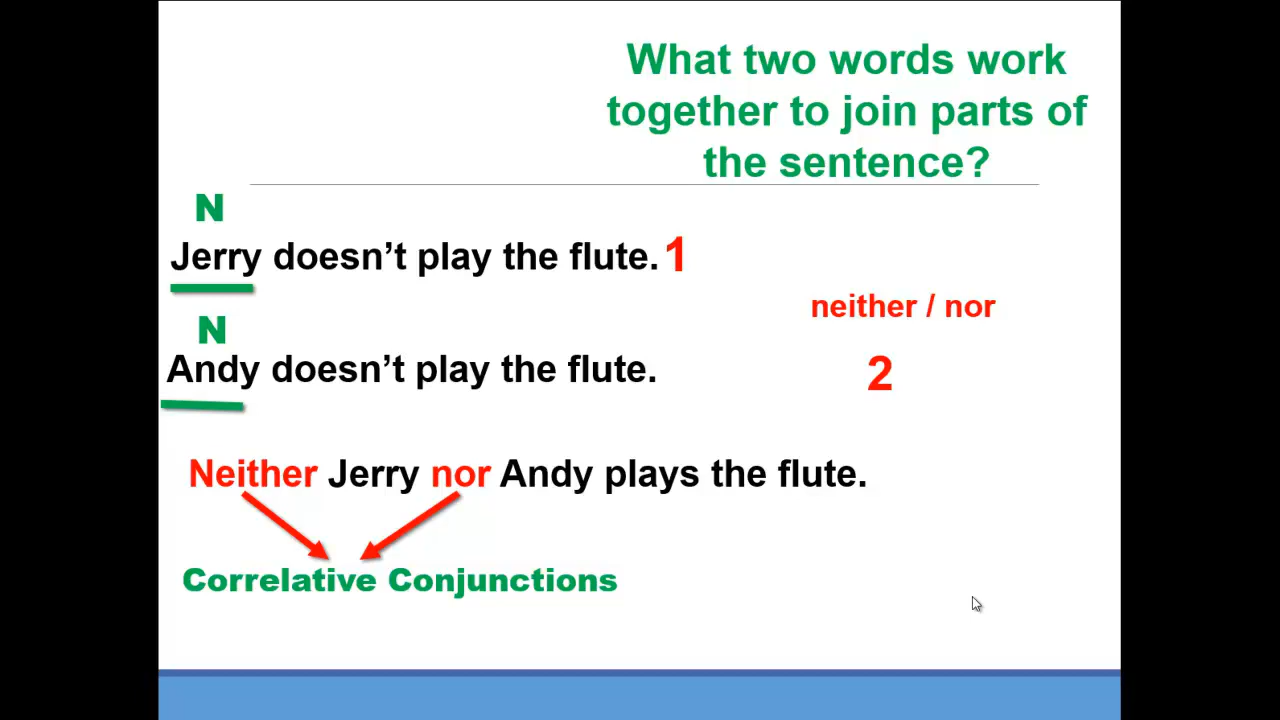 What two words work
together to join parts of
the sentence?
N
Jerry doesn’t play the flute. 1
neither / nor
N
Andy doesn’t play the flute.
2
Neither Jerry nor Andy plays the flute.
Correlative Conjunctions